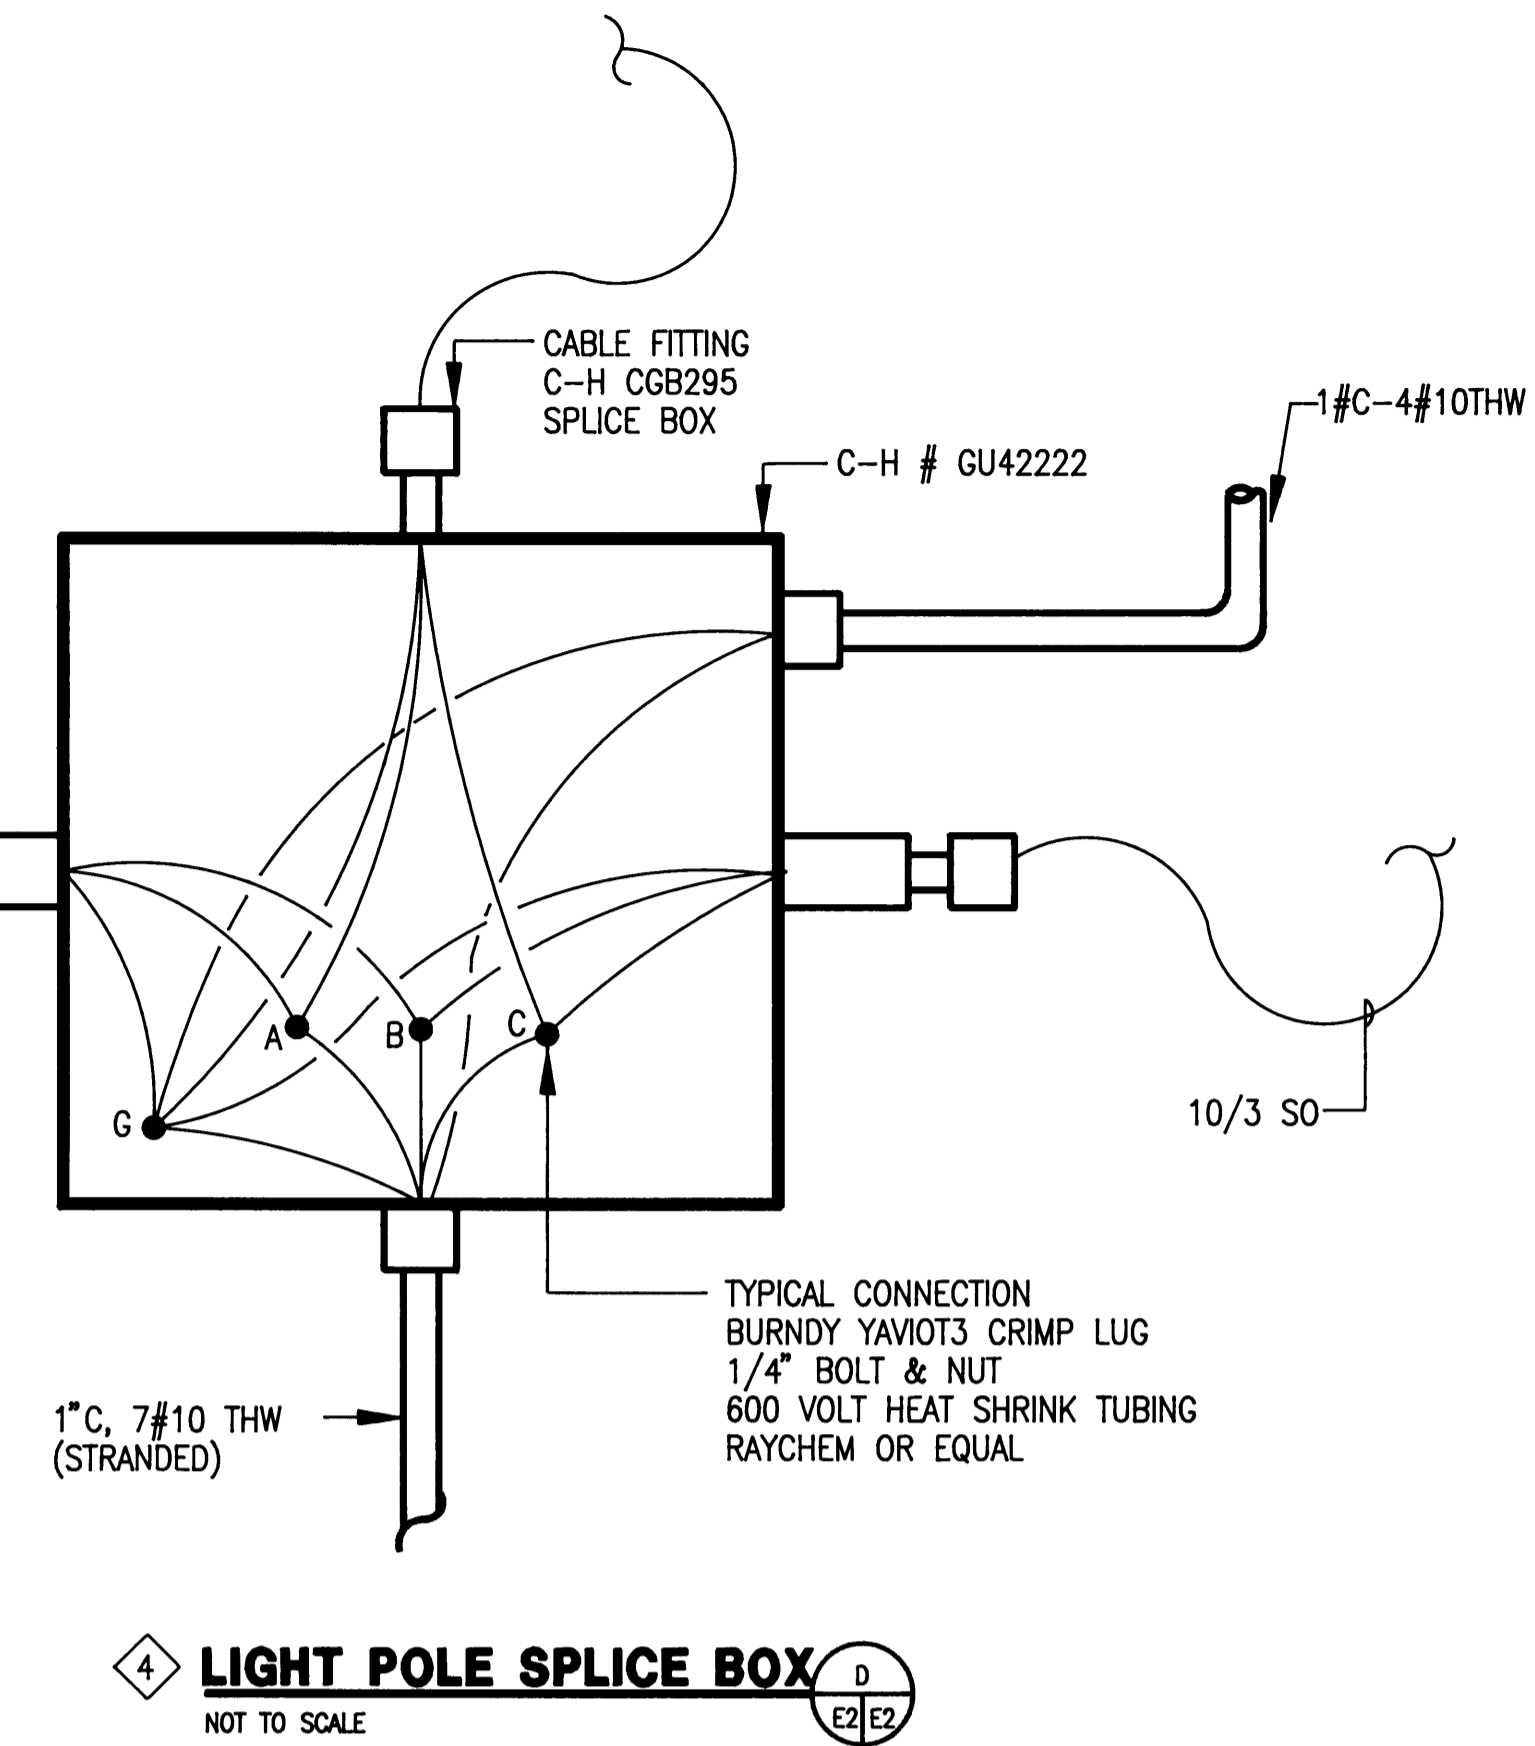 CABLE FITTING
C-H CGB295
SPLICE BOX
1#C-4#10THW
C-H # GU42222
A
B
C
G
10/3 SO
TYPICAL CONNECTION
BURNDY YAVIOT3 CRIMP LUG
1/4" BOLT & NUT
600 VOLT HEAT SHRINK TUBING
RAYCHEM OR EQUAL
1"C, 7#10 THW
(STRANDED)
4 LIGHT POLE SPLICE BOX
NOT TO SCALE
D
E2 E2